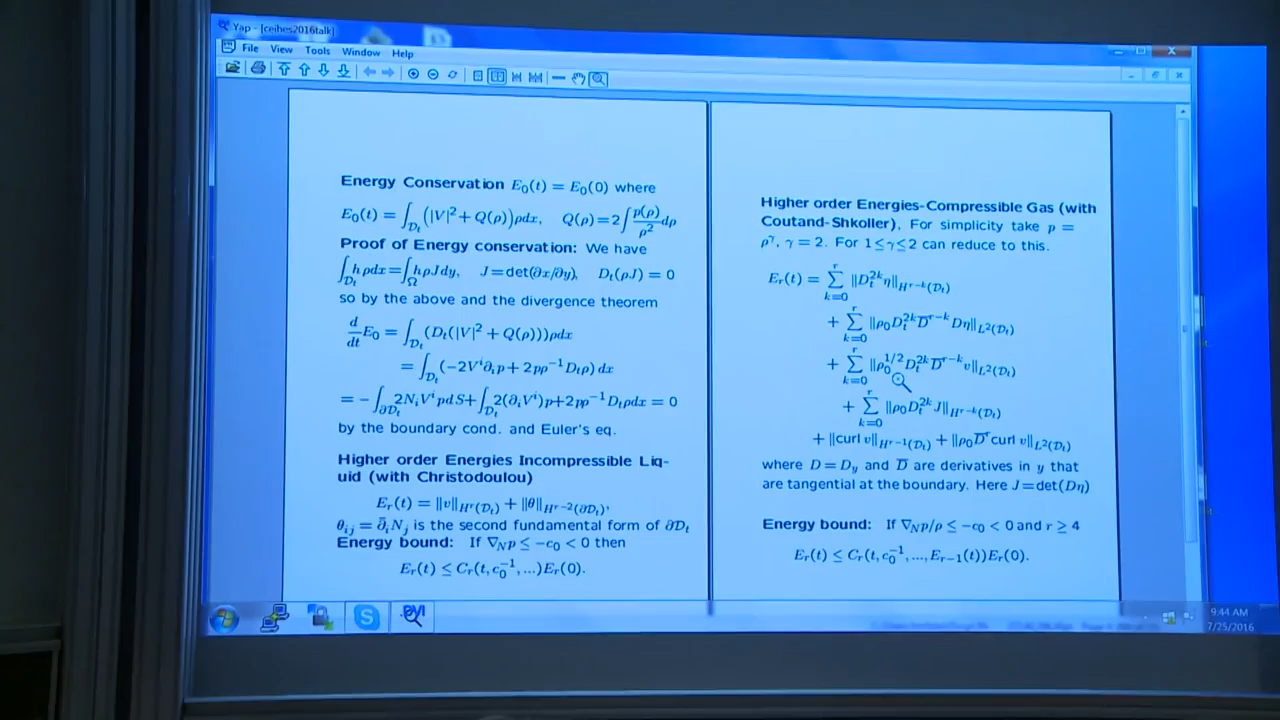 Yap - [ceihes2016talk]
File View Tools Window Help
Energy Conservation E₀(t) = E₀(0) where
E₀(t) = ∫_{D_t} (|V|² + Q(ρ))ρdx, Q(ρ) = 2∫ p(ρ)/ρ² dρ
Proof of Energy conservation: We have
∫_{D_t} hρdx = ∫_Ω hρJdy, J = det(∂x/∂y), D_t(ρJ) = 0
so by the above and the divergence theorem
d/dt E₀ = ∫_{D_t} (D_t(|V|² + Q(ρ)))ρdx
= ∫_{D_t} (−2V^i ∂_i p + 2pρ^{−1} D_t ρ) dx
= −∫_{∂D_t} 2N_i V^i pdS + ∫_{D_t} 2(∂_i V^i)p + 2pρ^{−1} D_t ρdx = 0
by the boundary cond. and Euler's eq.
Higher order Energies Incompressible Liq-
uid (with Christodoulou)
E_r(t) = ||v||_{H^r(D_t)} + ||θ||_{H^{r−2}(∂D_t)},
θ_{ij} = ∂̄_i N_j is the second fundamental form of ∂D_t
Energy bound: If ∇_N p ≤ −c₀ < 0 then
E_r(t) ≤ C_r(t, c₀^{−1}, ...)E_r(0).
Higher order Energies-Compressible Gas (with
Coutand-Shkoller), For simplicity take p =
ρ^γ, γ = 2. For 1 ≤ γ ≤ 2 can reduce to this.
E_r(t) = Σ_{k=0}^{r} ||D_t^{2k} η||_{H^{r−k}(D_t)}
+ Σ_{k=0}^{r} ||ρ₀ D_t^{2k} D̄^{r−k} Dη||_{L²(D_t)}
+ Σ_{k=0}^{r} ||ρ₀^{1/2} D_t^{2k} D̄^{r−k} v||_{L²(D_t)}
+ Σ_{k=0}^{r} ||ρ₀ D_t^{2k} J||_{H^{r−k}(D_t)}
+ ||curl v||_{H^{r−1}(D_t)} + ||ρ₀ D̄^r curl v||_{L²(D_t)}
where D = D_y and D̄ are derivatives in y that
are tangential at the boundary. Here J = det(Dη)
Energy bound: If ∇_N p/ρ ≤ −c₀ < 0 and r ≥ 4
E_r(t) ≤ C_r(t, c₀^{−1}, ..., E_{r−1}(t))E_r(0).
9:44 AM
7/25/2016